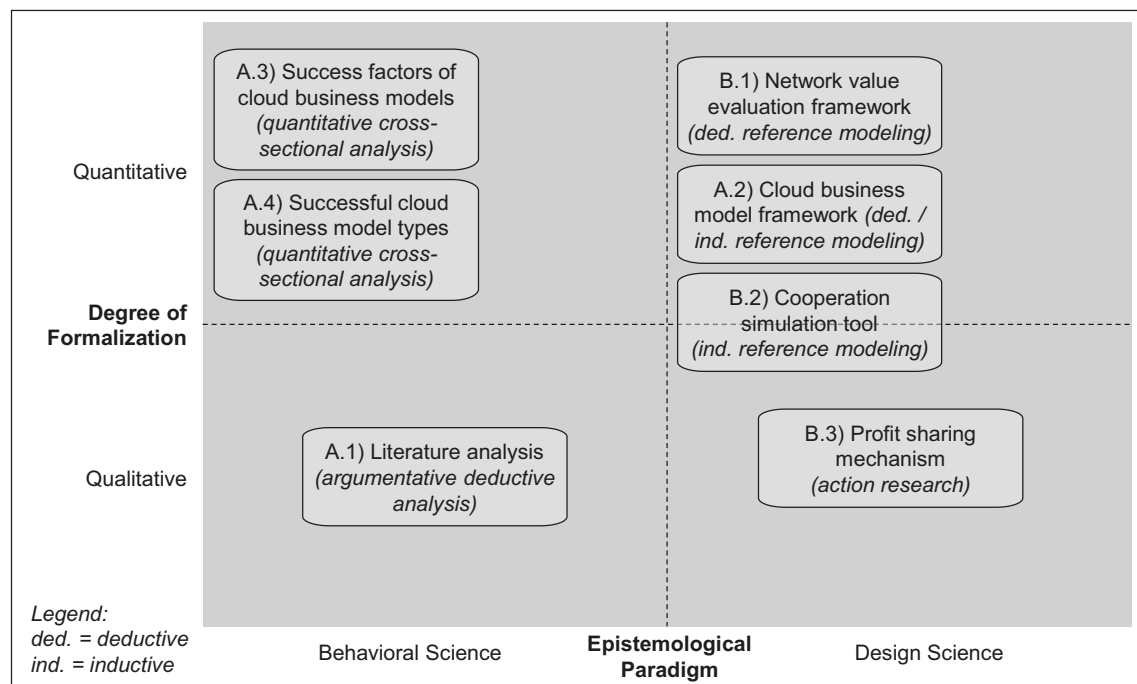 A.3) Success factors of
cloud business models
(quantitative cross-
sectional analysis)
B.1) Network value
evaluation framework
(ded. reference modeling)
Quantitative
A.4) Successful cloud
business model types
(quantitative cross-
sectional analysis)
A.2) Cloud business
model framework (ded. /
ind. reference modeling)
Degree of
Formalization
B.2) Cooperation
simulation tool
(ind. reference modeling)
Qualitative
A.1) Literature analysis
(argumentative deductive
analysis)
B.3) Profit sharing
mechanism
(action research)
Legend:
ded. = deductive
ind. = inductive
Behavioral Science
Epistemological
Paradigm
Design Science